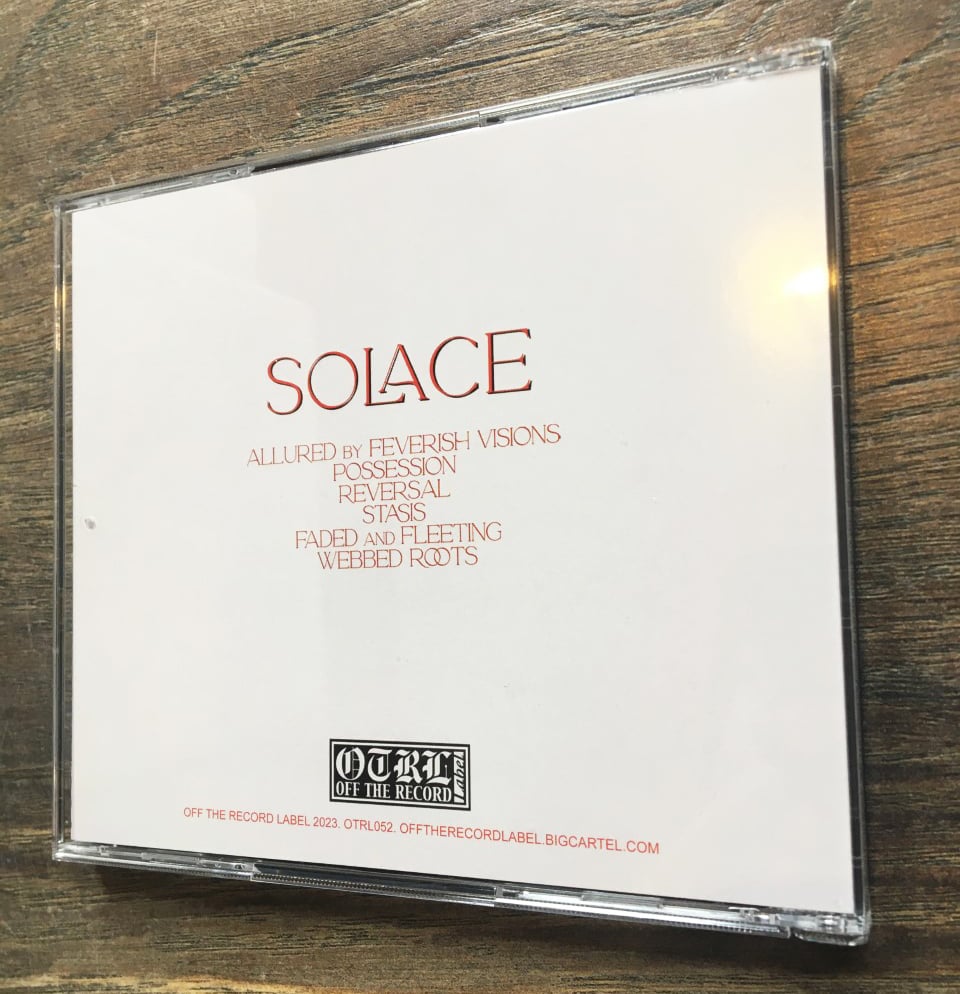 SOLACE
ALLURED BY FEVERISH VISIONS
POSSESSION
REVERSAL
STASIS
FADED AND FLEETING
WEBBED ROOTS
OTRL Label
OFF THE RECORD
OFF THE RECORD LABEL 2023. OTRL052. OFFTHERECORDLABEL.BIGCARTEL.COM